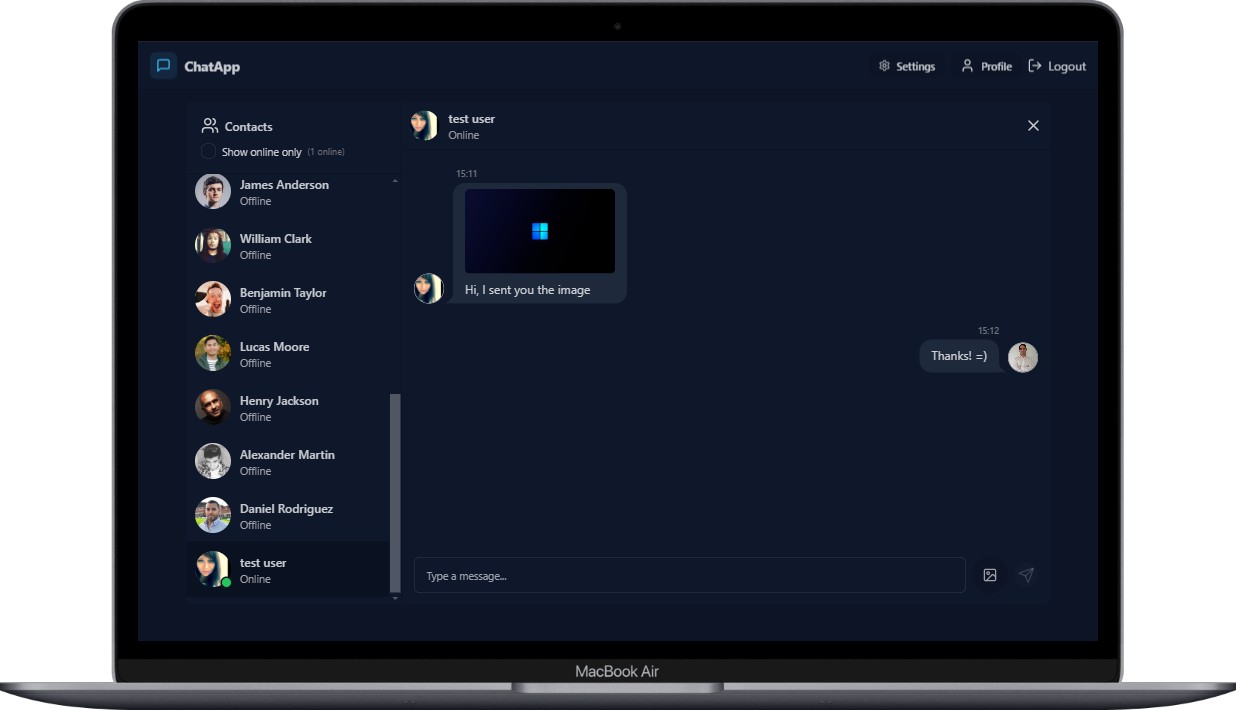 ChatApp
Settings
Profile
Logout
Contacts
Show online only (1 online)
James Anderson
Offline
William Clark
Offline
Benjamin Taylor
Offline
Lucas Moore
Offline
Henry Jackson
Offline
Alexander Martin
Offline
Daniel Rodriguez
Offline
test user
Online
test user
Online
15:11
Hi, I sent you the image
15:12
Thanks! =)
Type a message...
MacBook Air